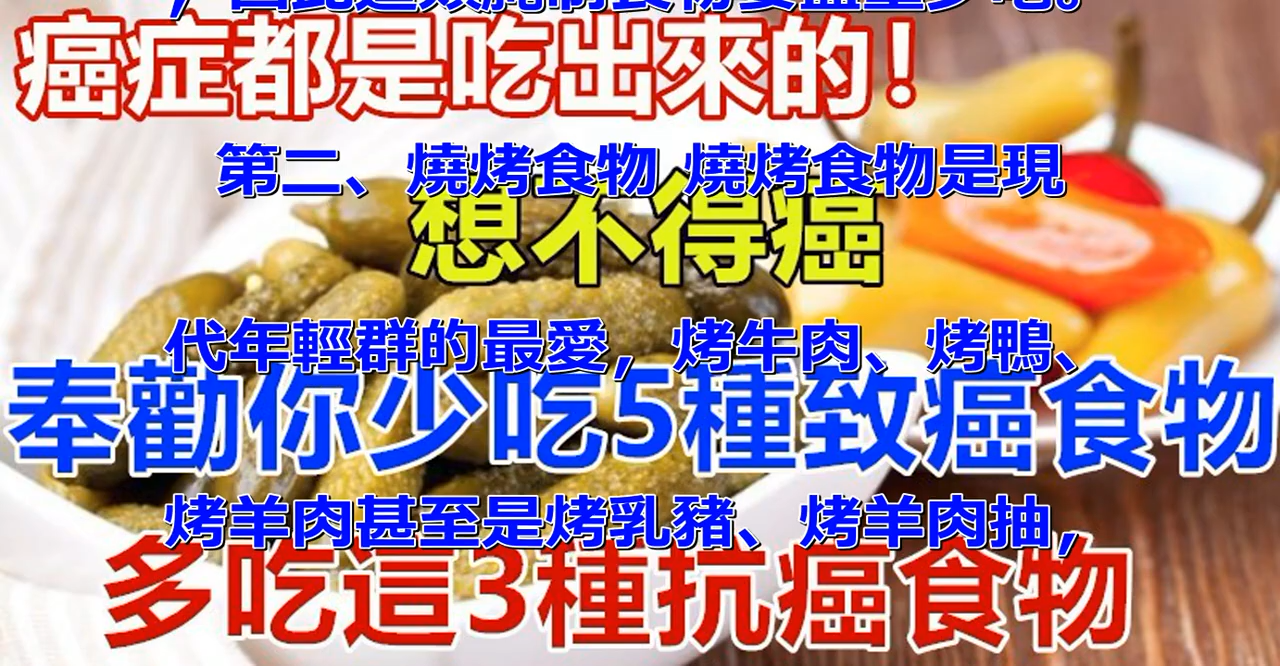 癌症都是吃出來的！
第二、燒烤食物 燒烤食物是現
想不得癌
代年輕群的最愛，烤牛肉、烤鴨、
奉勸你少吃5種致癌食物
烤羊肉甚至是烤乳豬、烤羊肉抽，
多吃這3種抗癌食物